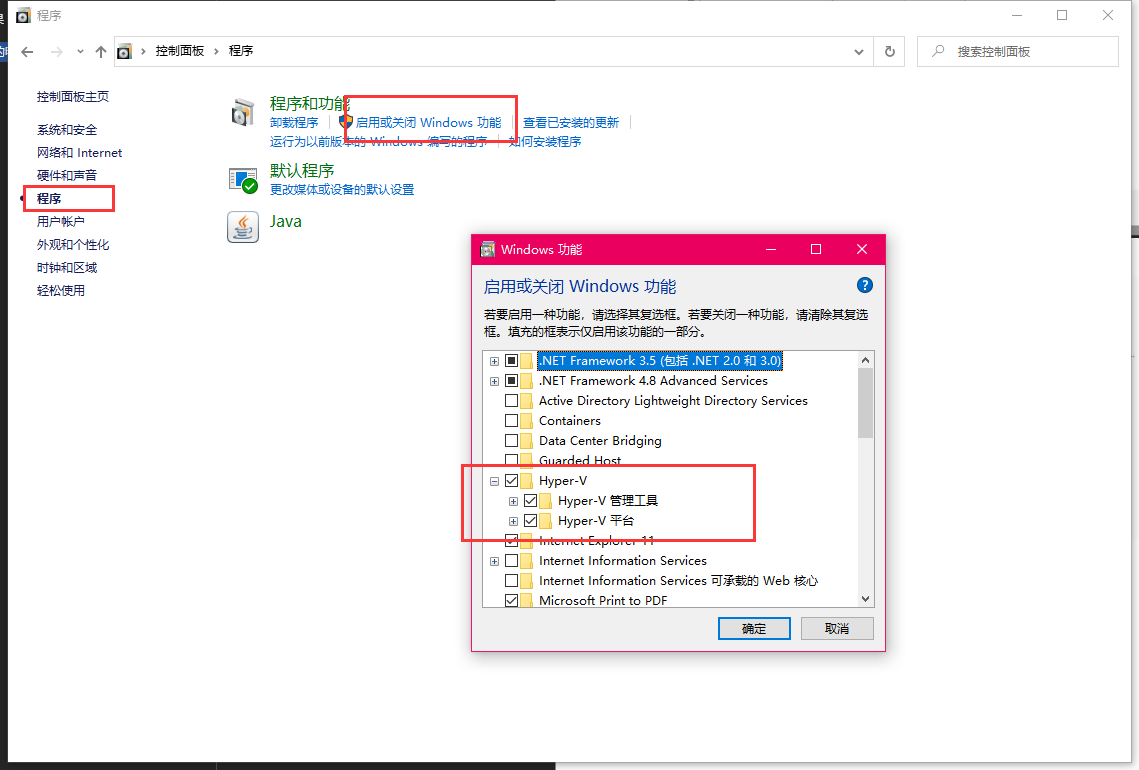 程序
控制面板 › 程序
搜索控制面板
控制面板主页
系统和安全
网络和 Internet
硬件和声音
程序
用户帐户
外观和个性化
时钟和区域
轻松使用
程序和功能
卸载程序 启用或关闭 Windows 功能 查看已安装的更新
运行为以前版本的 Windows 编写的程序 如何安装程序
默认程序
更改媒体或设备的默认设置
Java
Windows 功能
启用或关闭 Windows 功能
若要启用一种功能，请选择其复选框。若要关闭一种功能，请清除其复选
框。填充的框表示仅启用该功能的一部分。
.NET Framework 3.5 (包括 .NET 2.0 和 3.0)
.NET Framework 4.8 Advanced Services
Active Directory Lightweight Directory Services
Containers
Data Center Bridging
Guarded Host
Hyper-V
Hyper-V 管理工具
Hyper-V 平台
Internet Explorer 11
Internet Information Services
Internet Information Services 可承载的 Web 核心
Microsoft Print to PDF
确定 取消